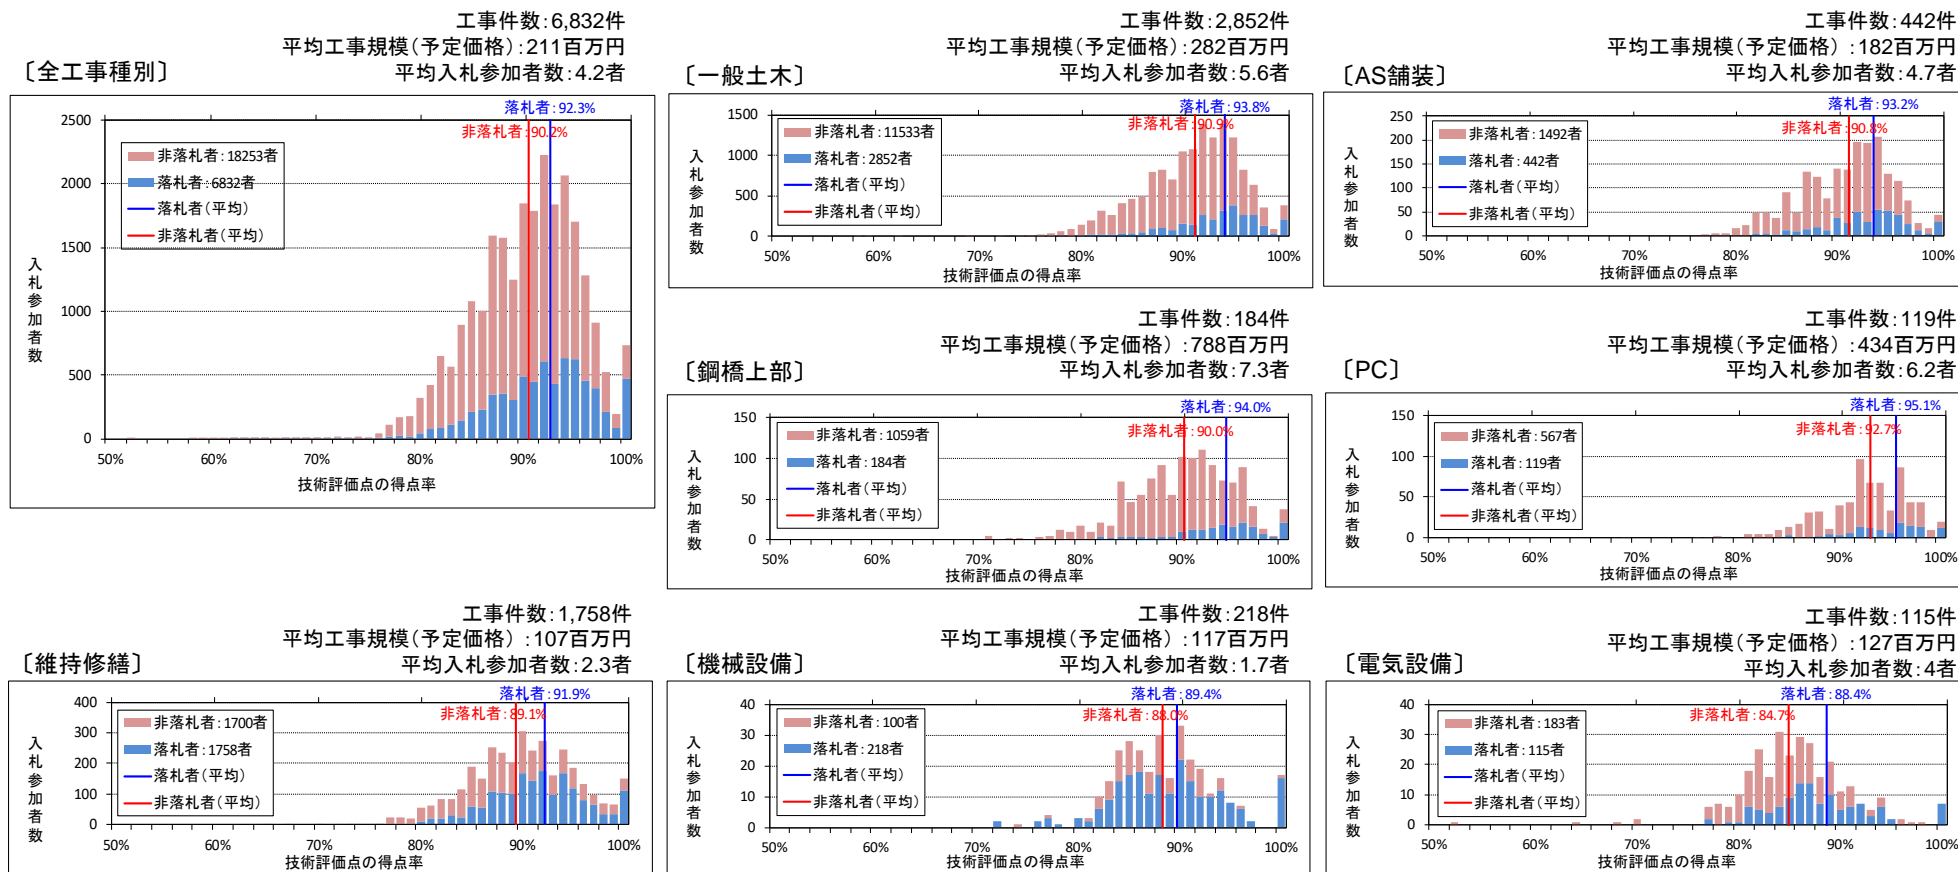 工事件数:6,832件
平均工事規模(予定価格):211百万円
平均入札参加者数:4.2者
〔全工事種別〕
落札者:92.3%
非落札者:90.2%
2500
2000
1500
1000
500
0
入札参加者数
非落札者:18253者
落札者:6832者
落札者(平均)
非落札者(平均)
50% 60% 70% 80% 90% 100%
技術評価点の得点率
工事件数:2,852件
平均工事規模(予定価格):282百万円
平均入札参加者数:5.6者
〔一般土木〕
落札者:93.8%
非落札者:90.9%
1500
1000
500
0
入札参加者数
非落札者:11533者
落札者:2852者
落札者(平均)
非落札者(平均)
50% 60% 70% 80% 90% 100%
技術評価点の得点率
工事件数:442件
平均工事規模(予定価格):182百万円
平均入札参加者数:4.7者
〔AS舗装〕
落札者:93.2%
非落札者:90.8%
250
200
150
100
50
0
入札参加者数
非落札者:1492者
落札者:442者
落札者(平均)
非落札者(平均)
50% 60% 70% 80% 90% 100%
技術評価点の得点率
工事件数:184件
平均工事規模(予定価格):788百万円
平均入札参加者数:7.3者
〔鋼橋上部〕
落札者:94.0%
非落札者:90.0%
150
100
50
0
入札参加者数
非落札者:1059者
落札者:184者
落札者(平均)
非落札者(平均)
50% 60% 70% 80% 90% 100%
技術評価点の得点率
工事件数:119件
平均工事規模(予定価格):434百万円
平均入札参加者数:6.2者
〔PC〕
落札者:95.1%
非落札者:92.7%
150
100
50
0
入札参加者数
非落札者:567者
落札者:119者
落札者(平均)
非落札者(平均)
50% 60% 70% 80% 90% 100%
技術評価点の得点率
工事件数:1,758件
平均工事規模(予定価格):107百万円
平均入札参加者数:2.3者
〔維持修繕〕
落札者:91.9%
非落札者:89.1%
400
300
200
100
0
入札参加者数
非落札者:1700者
落札者:1758者
落札者(平均)
非落札者(平均)
50% 60% 70% 80% 90% 100%
技術評価点の得点率
工事件数:218件
平均工事規模(予定価格):117百万円
平均入札参加者数:1.7者
〔機械設備〕
落札者:89.4%
非落札者:88.0%
40
30
20
10
0
入札参加者数
非落札者:100者
落札者:218者
落札者(平均)
非落札者(平均)
50% 60% 70% 80% 90% 100%
技術評価点の得点率
工事件数:115件
平均工事規模(予定価格):127百万円
平均入札参加者数:4者
〔電気設備〕
落札者:88.4%
非落札者:84.7%
40
30
20
10
0
入札参加者数
非落札者:183者
落札者:115者
落札者(平均)
非落札者(平均)
50% 60% 70% 80% 90% 100%
技術評価点の得点率